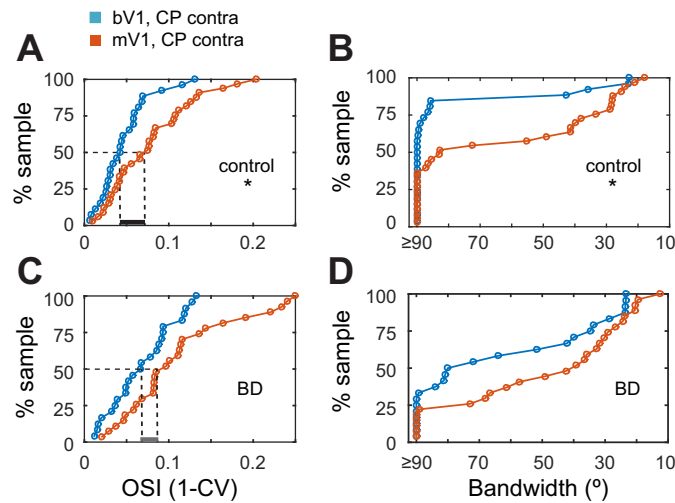 bV1, CP contra
mV1, CP contra
A
% sample
100
75
50
25
0
0
0.1
0.2
control
*
B
% sample
100
75
50
25
0
≥90
70
50
30
10
control
*
C
% sample
100
75
50
25
0
0
0.1
0.2
BD
OSI (1-CV)
D
% sample
100
75
50
25
0
≥90
70
50
30
10
BD
Bandwidth (º)